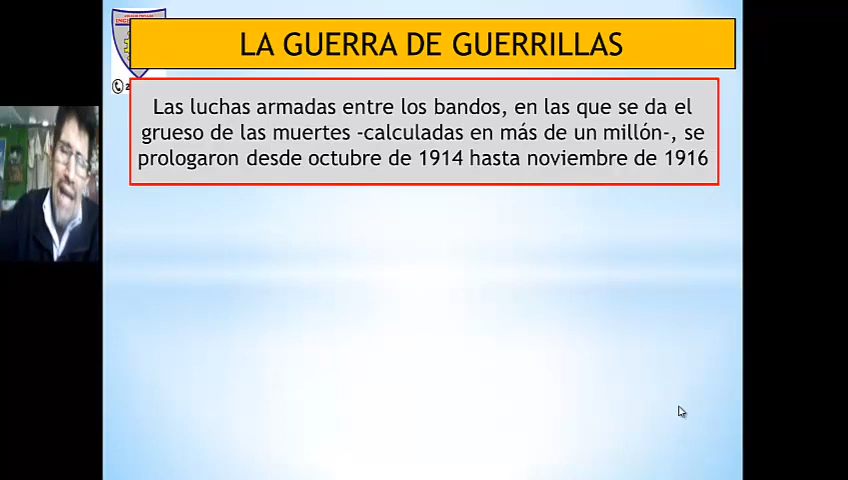 LA GUERRA DE GUERRILLAS
Las luchas armadas entre los bandos, en las que se da el
grueso de las muertes -calculadas en más de un millón-, se
prologaron desde octubre de 1914 hasta noviembre de 1916